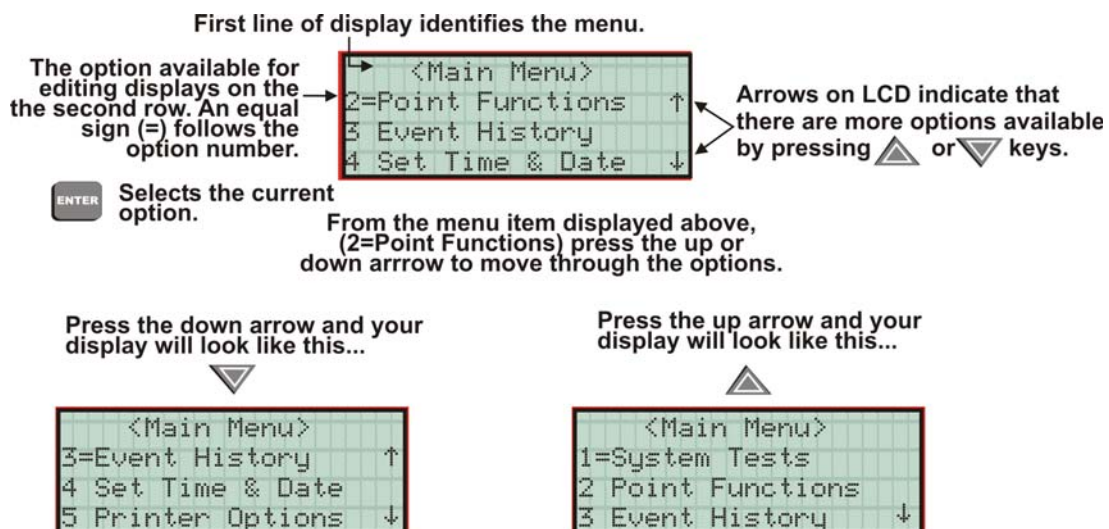 First line of display identifies the menu.
The option available for
editing displays on the
the second row. An equal
sign (=) follows the
option number.
<Main Menu>
2=Point Functions ↑
3 Event History
4 Set Time & Date ↓
Arrows on LCD indicate that
there are more options available
by pressing or keys.
ENTER
Selects the current
option.
From the menu item displayed above,
(2=Point Functions) press the up or
down arrrow to move through the options.
Press the down arrow and your
display will look like this...
<Main Menu>
3=Event History ↑
4 Set Time & Date
5 Printer Options ↓
Press the up arrow and your
display will look like this...
<Main Menu>
1=System Tests
2 Point Functions
3 Event History ↓